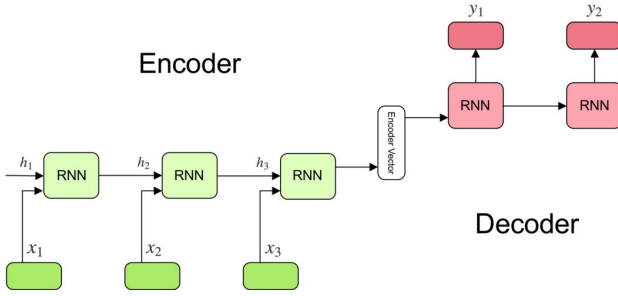 y₁
y₂
Encoder
RNN
RNN
Encoder Vector
h₁
RNN
h₂
RNN
h₃
RNN
Decoder
x₁
x₂
x₃